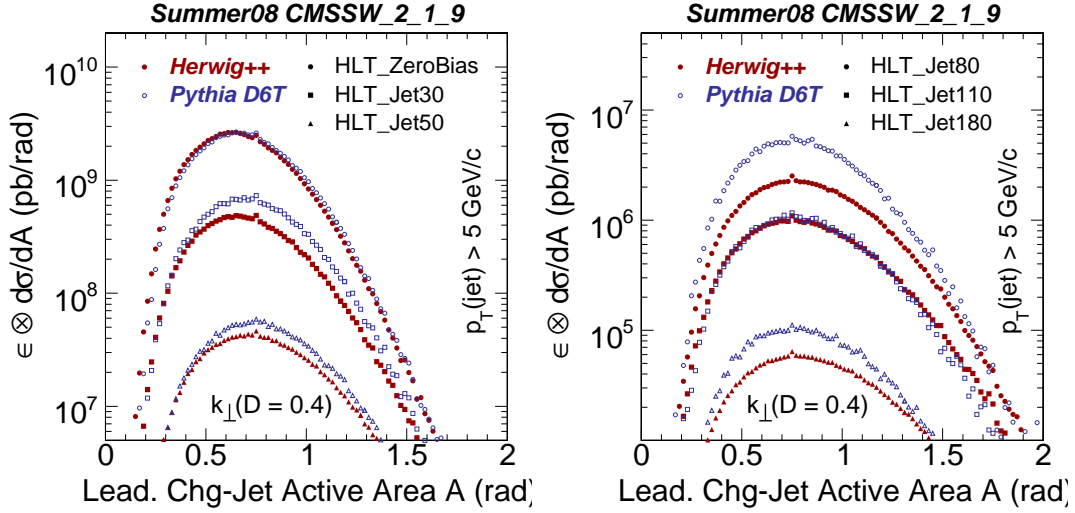 Summer08 CMSSW_2_1_9
ε ⊗ dσ/dA (pb/rad)
10^10
10^9
10^8
10^7
Herwig++
Pythia D6T
HLT_ZeroBias
HLT_Jet30
HLT_Jet50
p_T(jet) > 5 GeV/c
k_⊥(D = 0.4)
0 0.5 1 1.5 2
Lead. Chg-Jet Active Area A (rad)
Summer08 CMSSW_2_1_9
ε ⊗ dσ/dA (pb/rad)
10^7
10^6
10^5
Herwig++
Pythia D6T
HLT_Jet80
HLT_Jet110
HLT_Jet180
p_T(jet) > 5 GeV/c
k_⊥(D = 0.4)
0 0.5 1 1.5 2
Lead. Chg-Jet Active Area A (rad)